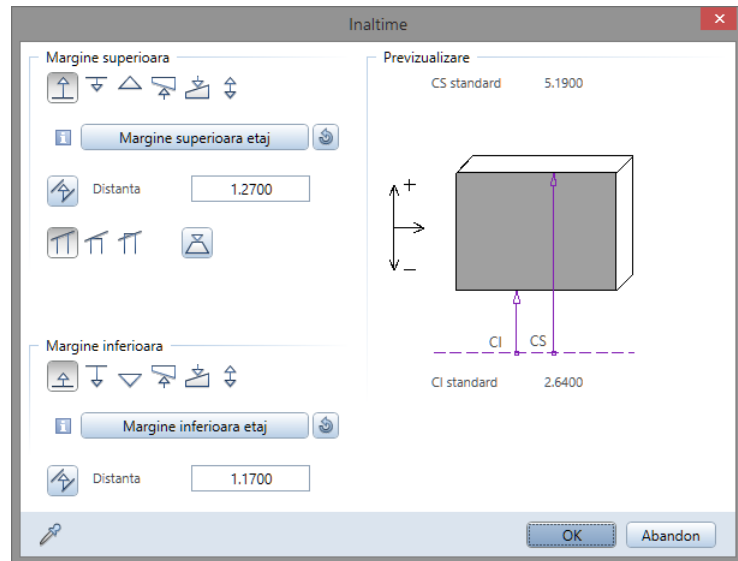 Inaltime
Margine superioara
Margine superioara etaj
Distanta 1.2700
Margine inferioara
Margine inferioara etaj
Distanta 1.1700
Previzualizare
CS standard 5.1900
+
−
CI CS
CI standard 2.6400
OK Abandon